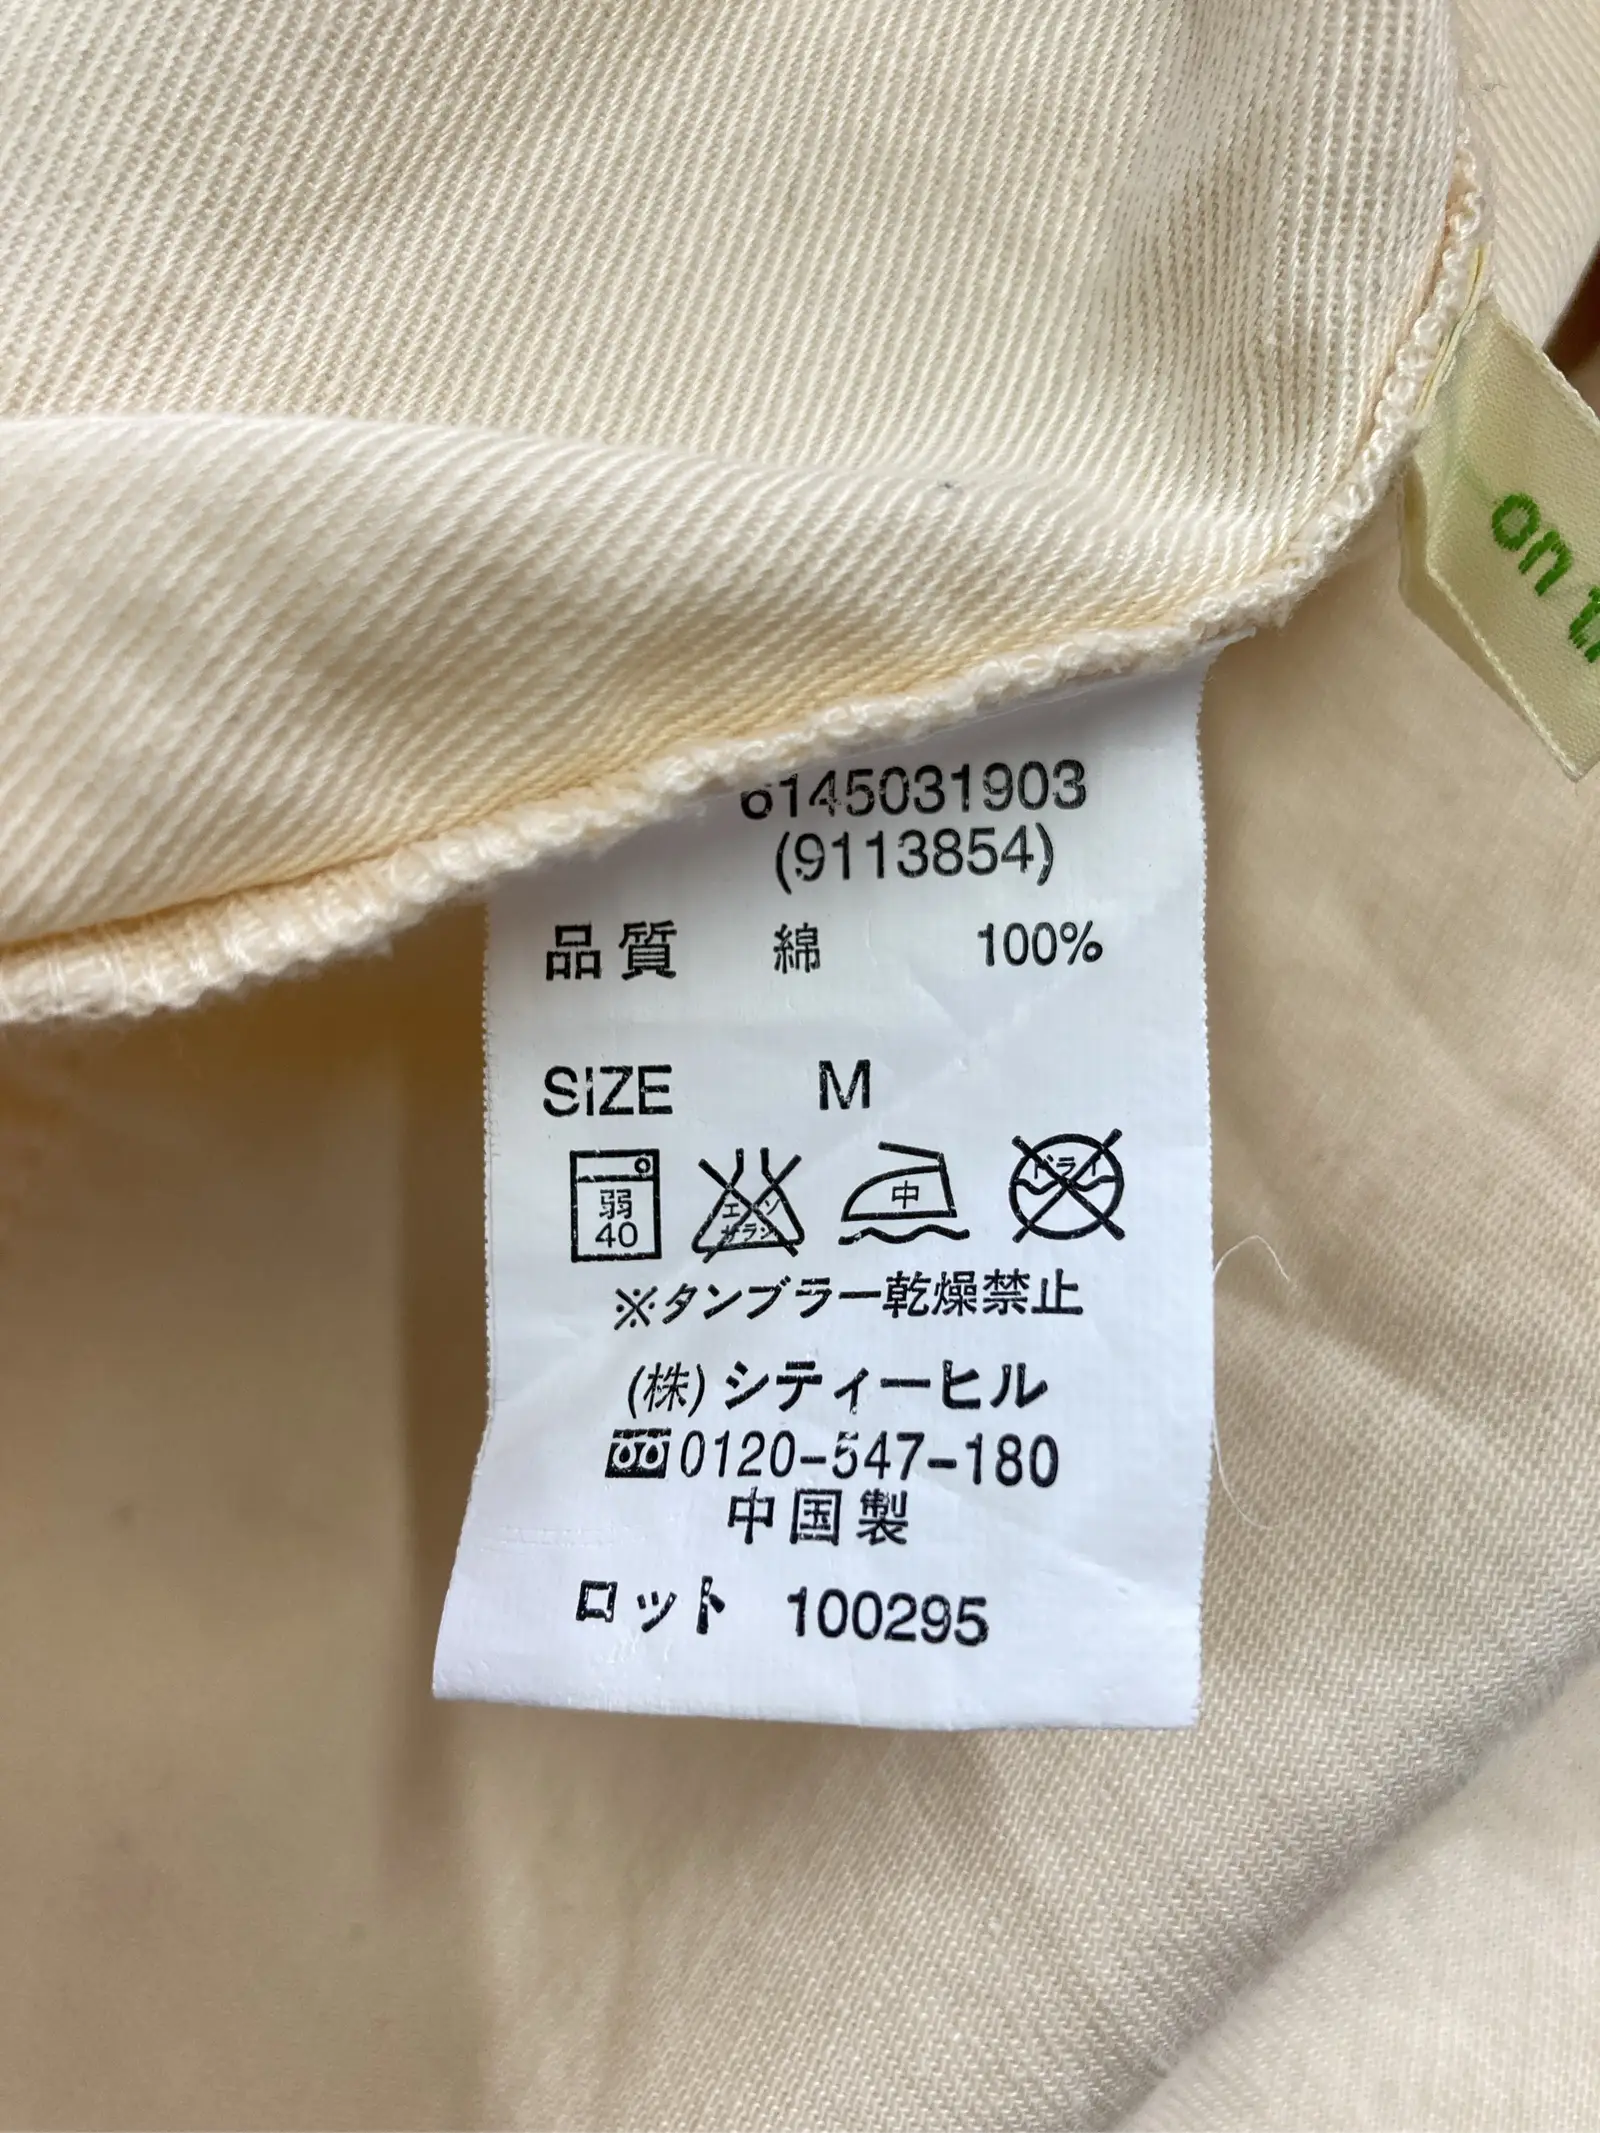 6145031903
(9113854)
品質 綿 100%
SIZE M
弱 40 エンソ サラシ 中 ドライ
※タンブラー乾燥禁止
(株)シティーヒル
0120-547-180
中国製
ロット 100295
on